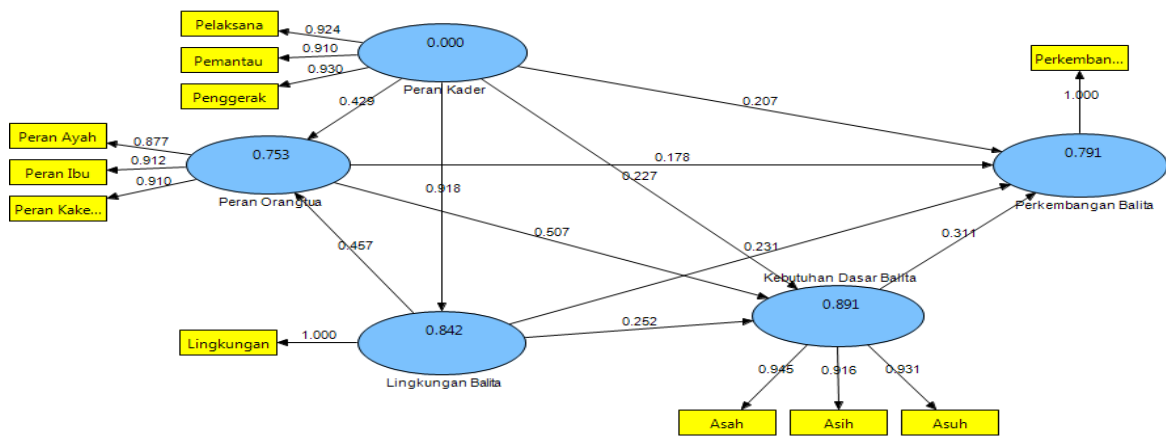 Pelaksana
0.924
Pemantau
0.910
Penggerak
0.930
0.000
Peran Kader
Perkemban...
1.000
0.207
0.429
Peran Ayah
0.877
Peran Ibu
0.912
Peran Kake...
0.910
0.753
Peran Orangtua
0.178
0.791
Perkembangan Balita
0.918
0.227
0.457
0.507
0.231
0.311
Kebutuhan Dasar Balita
0.891
Lingkungan
1.000
0.842
Lingkungan Balita
0.252
0.945
0.916
0.931
Asah
Asih
Asuh